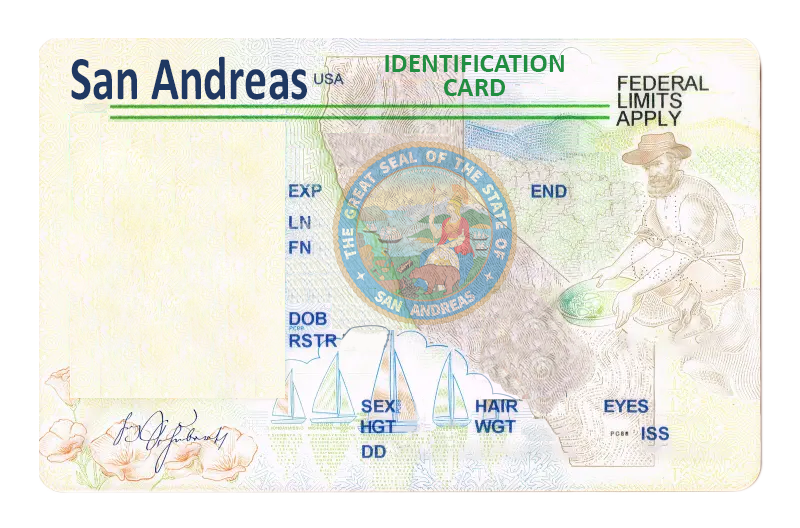 San Andreas USA
IDENTIFICATION
CARD
FEDERAL
LIMITS
APPLY
THE GREAT SEAL OF THE STATE OF
SAN ANDREAS
EXP
END
LN
FN
DOB
RSTR
SEX
HAIR
EYES
HGT
WGT
ISS
DD